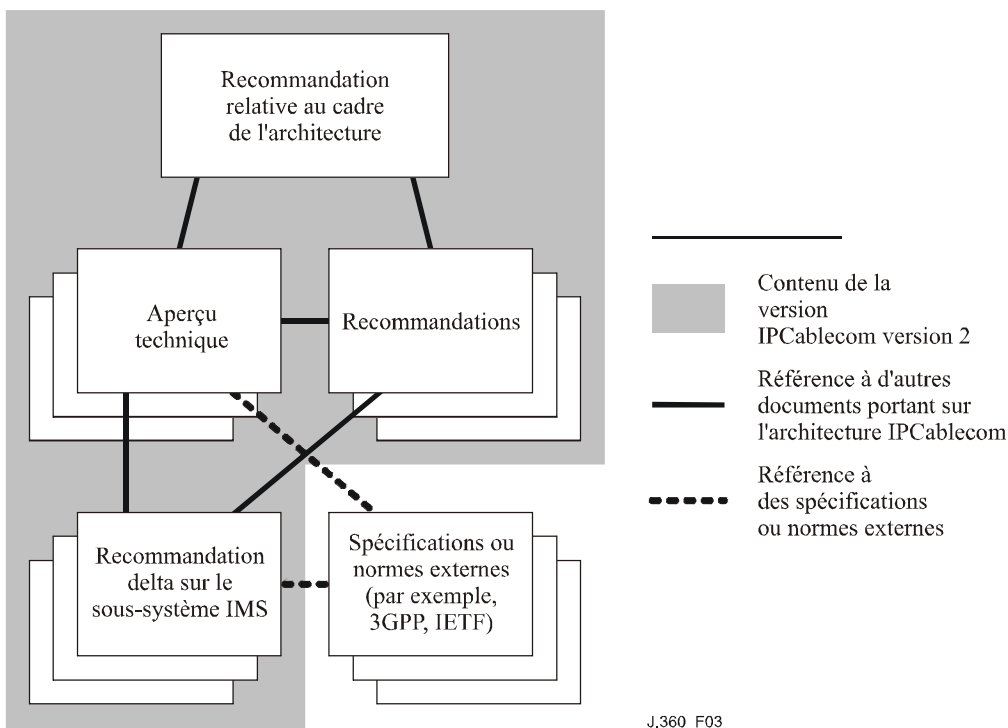 Recommandation
relative au cadre
de l'architecture
Aperçu
technique
Recommandations
Recommandation
delta sur le
sous-système IMS
Spécifications ou
normes externes
(par exemple,
3GPP, IETF)
Contenu de la
version
IPCablecom version 2
Référence à d'autres
documents portant sur
l'architecture IPCablecom
Référence à
des spécifications
ou normes externes
J.360_F03